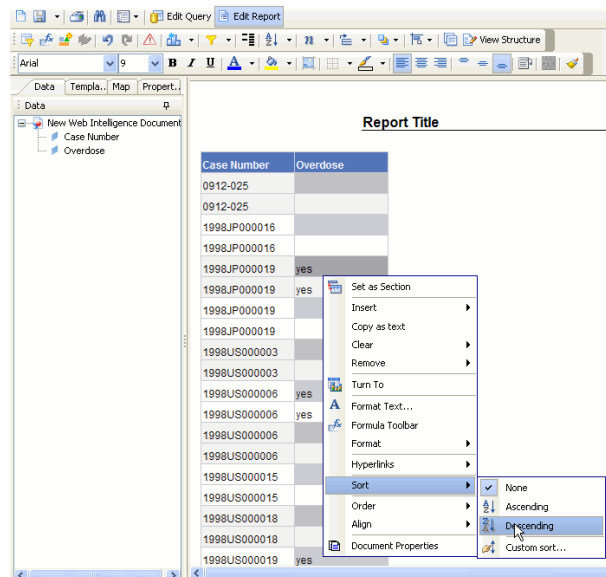 Edit Query Edit Report
View Structure
Arial 9 B I U A
Data Templa.. Map Propert..
Data
New Web Intelligence Document
Case Number
Overdose
Report Title
Case Number Overdose
0912-025
0912-025
1998JP000016
1998JP000016
1998JP000019 yes
1998JP000019 yes
1998JP000019
1998JP000019
1998US000003
1998US000003
1998US000006 yes
1998US000006 yes
1998US000006
1998US000006
1998US000015
1998US000015
1998US000018
1998US000018
1998US000019 yes
Set as Section
Insert
Copy as text
Clear
Remove
Turn To
Format Text...
Formula Toolbar
Format
Hyperlinks
Sort
Order
Align
Document Properties
None
Ascending
Descending
Custom sort...